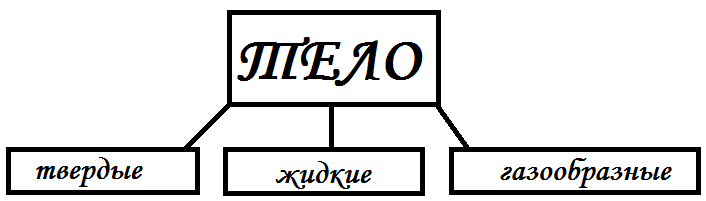 ТЕЛО
твердые
жидкие
газообразные